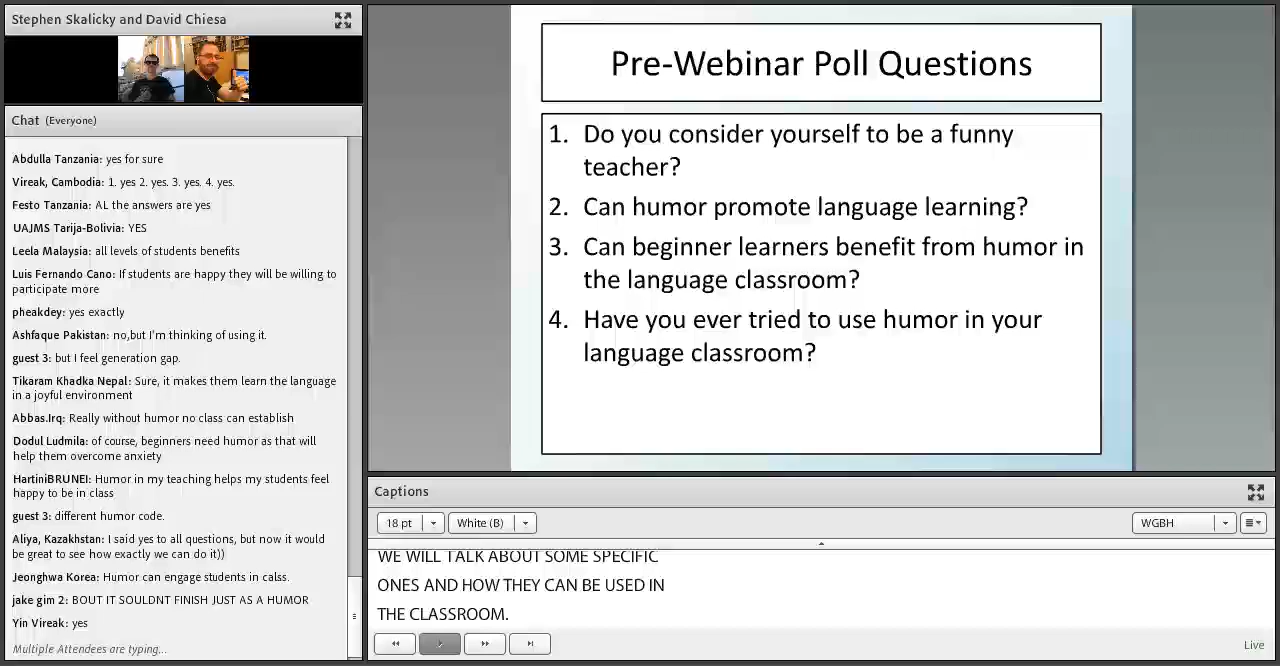 Stephen Skalicky and David Chiesa
Chat (Everyone)
Abdulla Tanzania: yes for sure
Vireak, Cambodia: 1. yes 2. yes. 3. yes. 4. yes.
Festo Tanzania: AL the answers are yes
UAJMS Tarija-Bolivia: YES
Leela Malaysia: all levels of students benefits
Luis Fernando Cano: If students are happy they will be willing to
participate more
pheakdey: yes exactly
Ashfaque Pakistan: no,but I'm thinking of using it.
guest 3: but I feel generation gap.
Tikaram Khadka Nepal: Sure, it makes them learn the language
in a joyful environment
Abbas.Irq: Really without humor no class can establish
Dodul Ludmila: of course, beginners need humor as that will
help them overcome anxiety
HartiniBRUNEI: Humor in my teaching helps my students feel
happy to be in class
guest 3: different humor code.
Aliya, Kazakhstan: I said yes to all questions, but now it would
be great to see how exactly we can do it))
Jeonghwa Korea: Humor can engage students in calss.
jake gim 2: BOUT IT SOULDNT FINISH JUST AS A HUMOR
Yin Vireak: yes
Multiple Attendees are typing...
Pre-Webinar Poll Questions
1. Do you consider yourself to be a funny
teacher?
2. Can humor promote language learning?
3. Can beginner learners benefit from humor in
the language classroom?
4. Have you ever tried to use humor in your
language classroom?
Captions
18 pt
White (B)
WGBH
WE WILL TALK ABOUT SOME SPECIFIC
ONES AND HOW THEY CAN BE USED IN
THE CLASSROOM.
Live